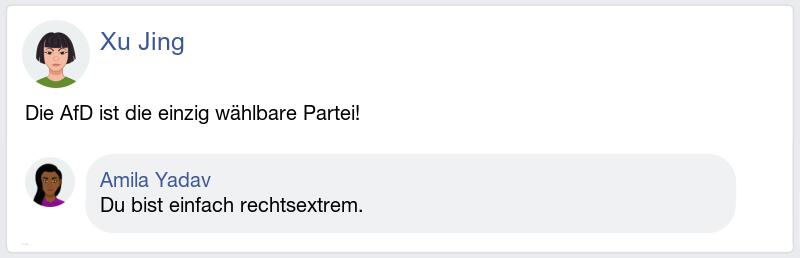 Xu Jing
Die AfD ist die einzig wählbare Partei!
Amila Yadav
Du bist einfach rechtsextrem.